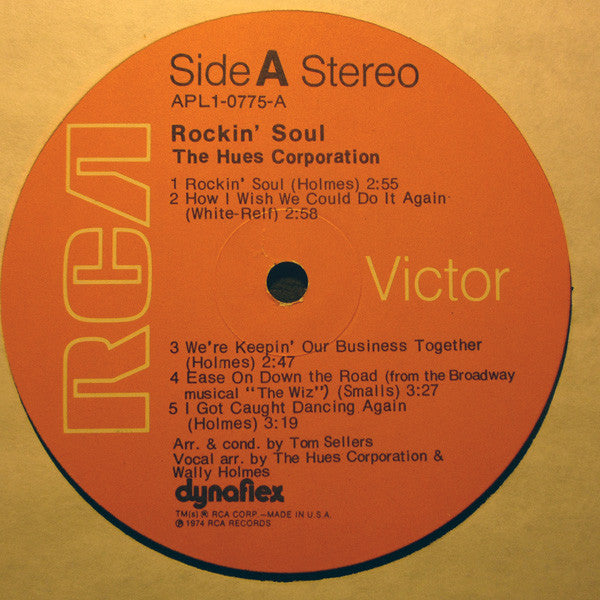 Side A Stereo
APL1-0775-A
Rockin' Soul
The Hues Corporation
1 Rockin' Soul (Holmes) 2:55
2 How I Wish We Could Do It Again
(White-Relf) 2:58
RCA
Victor
3 We're Keepin' Our Business Together
(Holmes) 2:47
4 Ease On Down the Road (from the Broadway
musical "The Wiz") (Smalls) 3:27
5 I Got Caught Dancing Again
(Holmes) 3:19
Arr. & cond. by Tom Sellers
Vocal arr. by The Hues Corporation &
Wally Holmes
dynaflex
TM(s) ® RCA CORP.—MADE IN U.S.A.
℗ 1974 RCA RECORDS